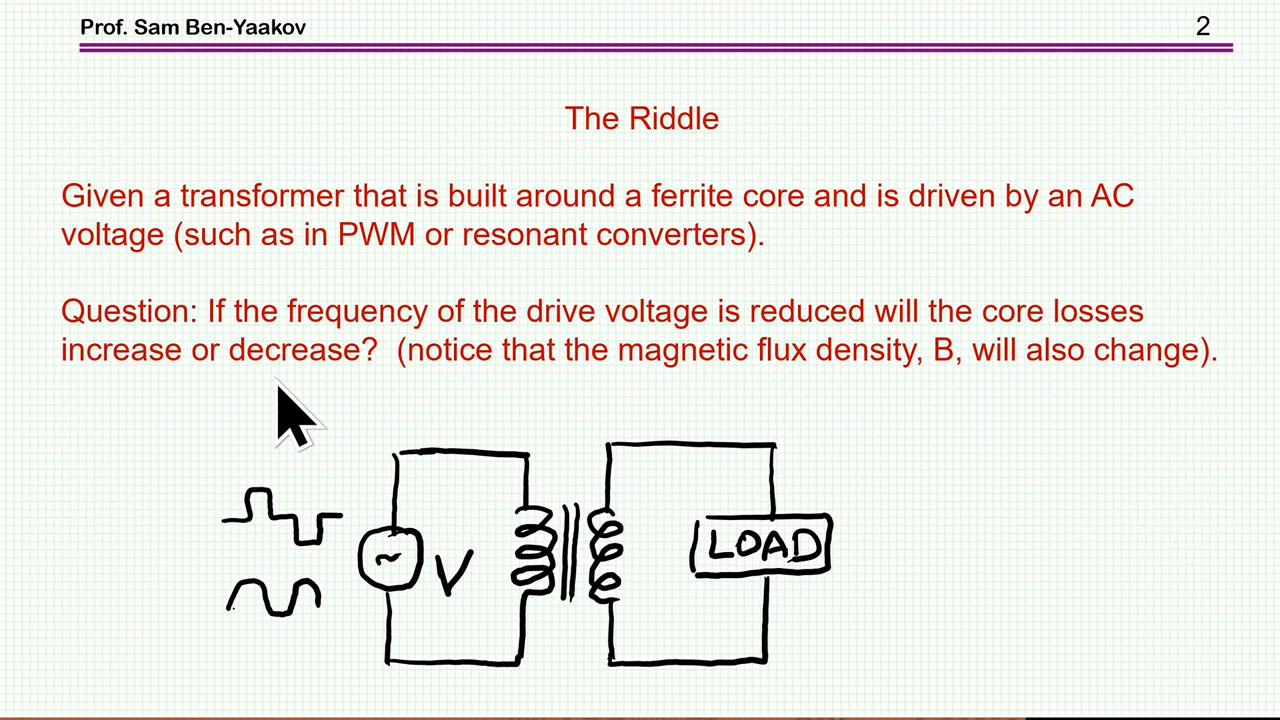 Prof. Sam Ben-Yaakov
2
The Riddle
Given a transformer that is built around a ferrite core and is driven by an AC
voltage (such as in PWM or resonant converters).
Question: If the frequency of the drive voltage is reduced will the core losses
increase or decrease?  (notice that the magnetic flux density, B, will also change).
~ V
LOAD